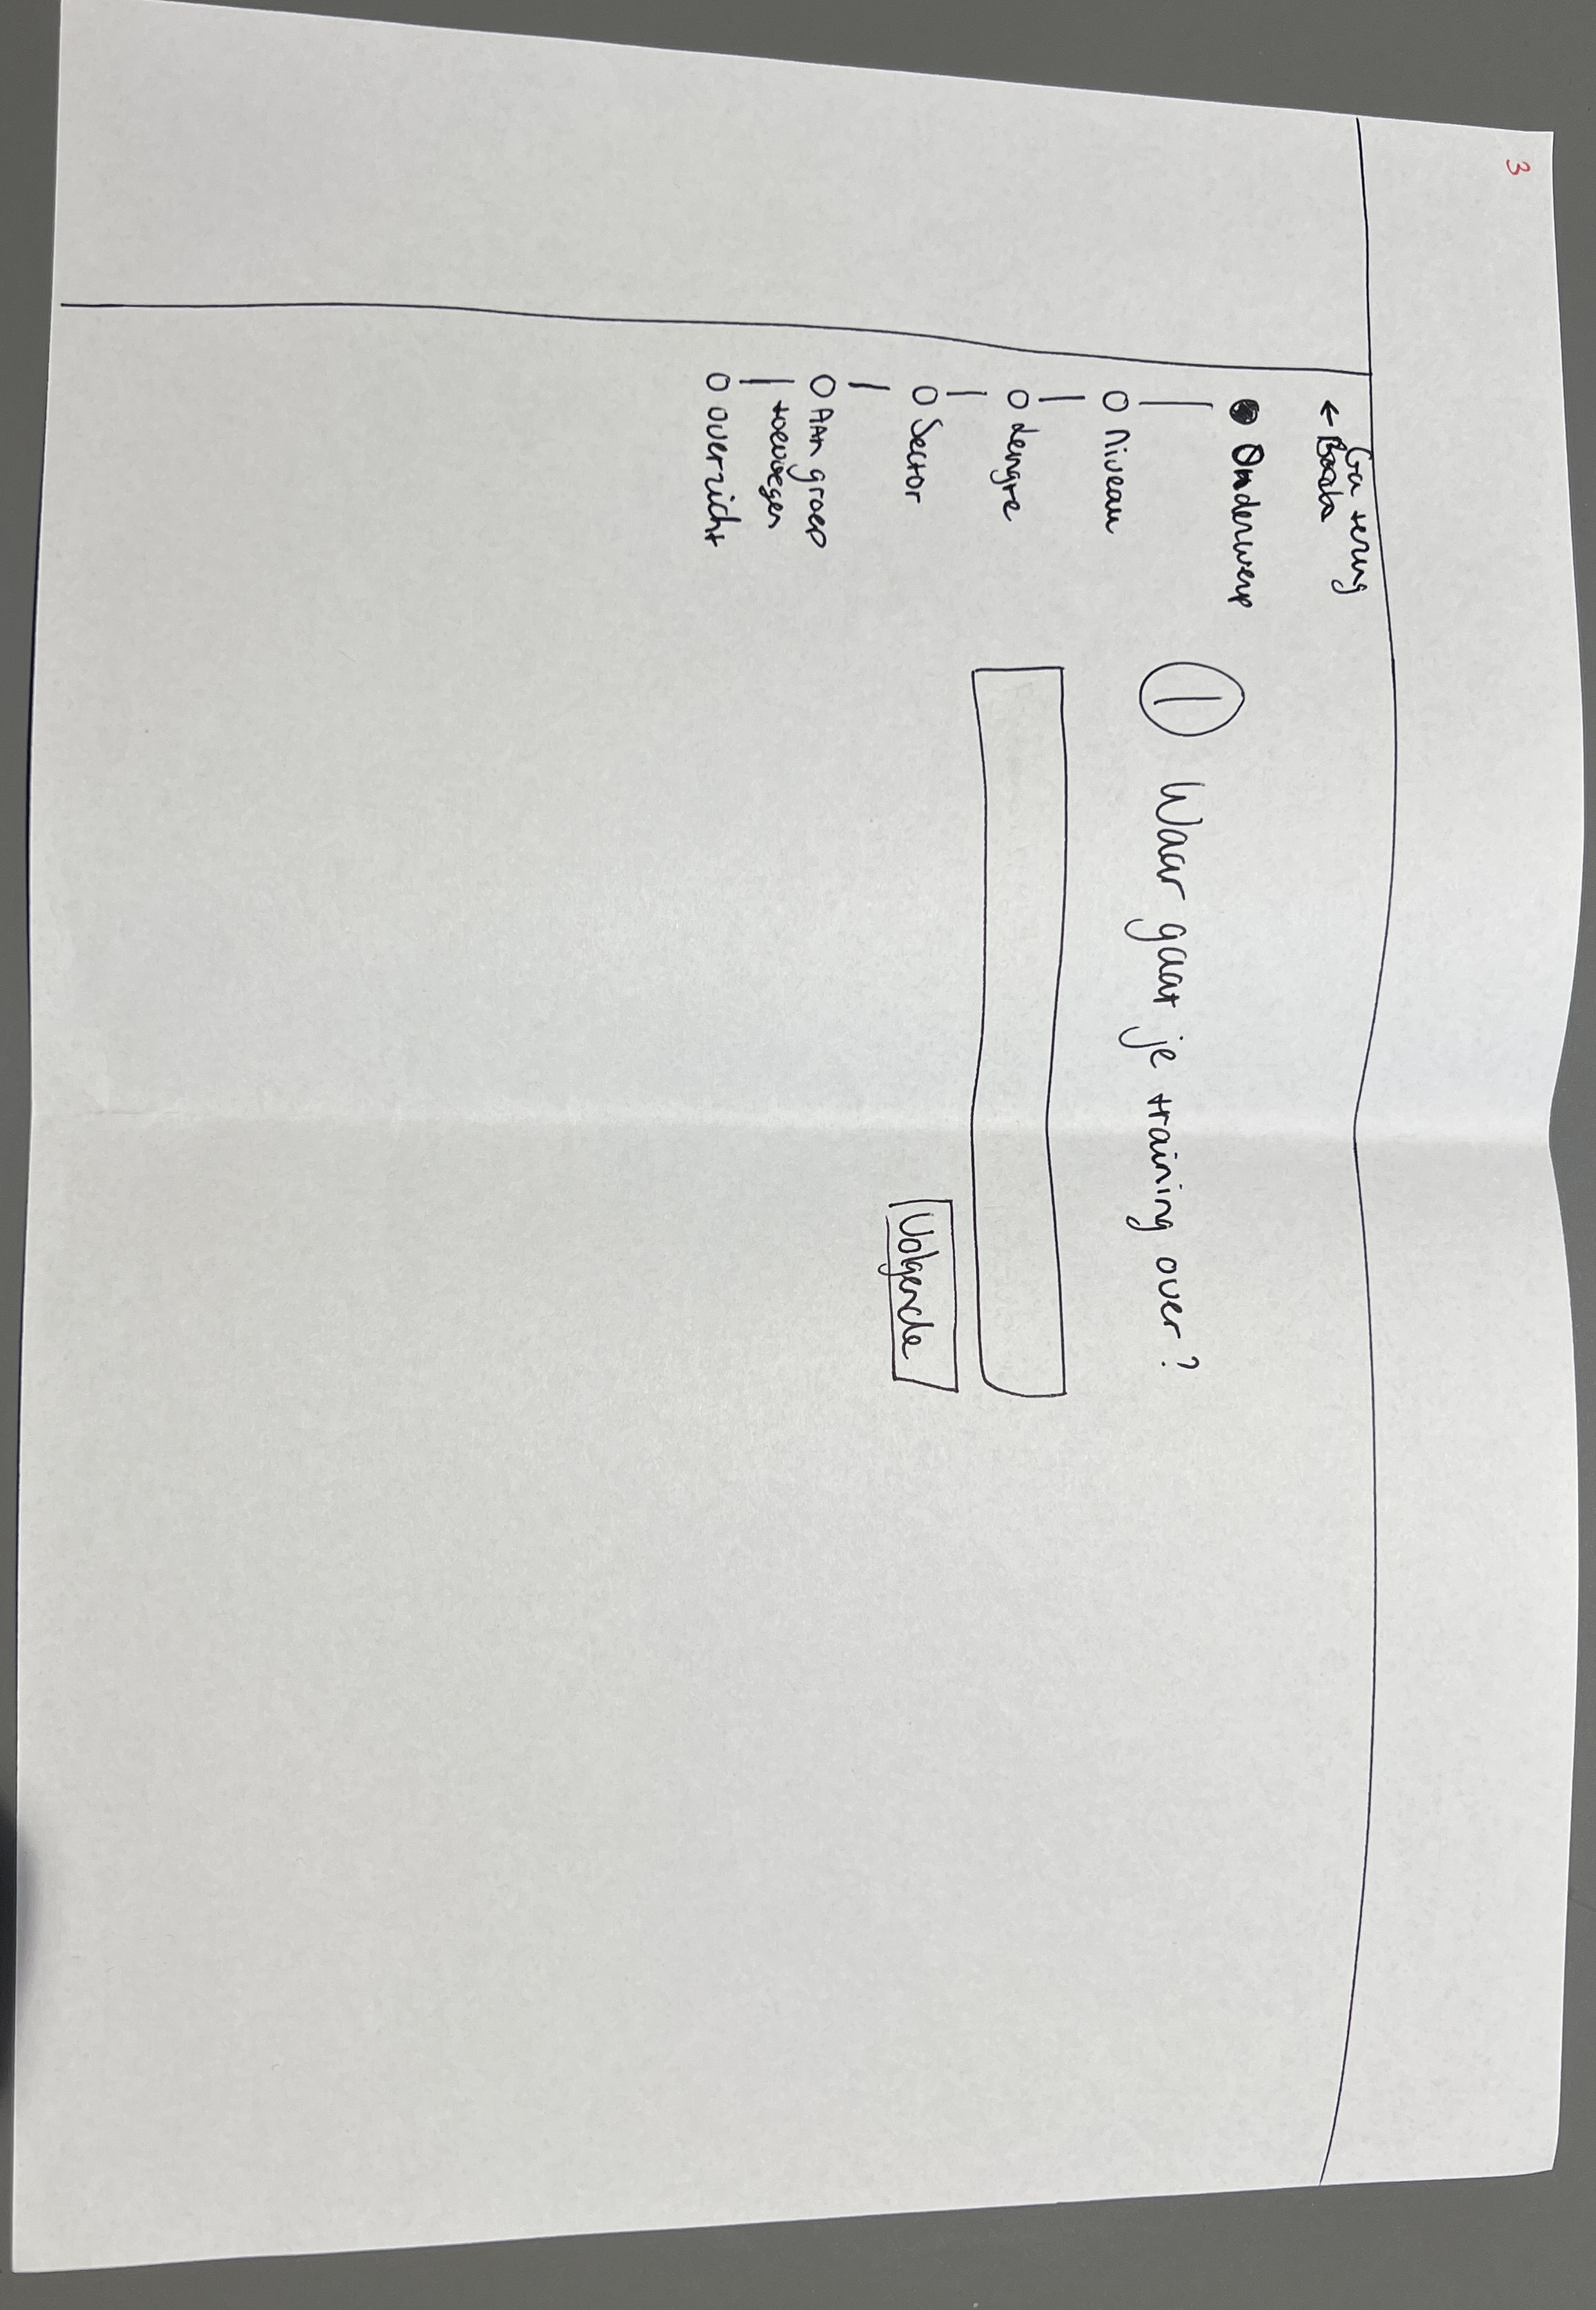 3
Ga terug
← Back
Onderwerp
1 Waar gaat je training over?
Niveau
Lengte
Sector
Volgende
AAn groep
toevoegen
overzicht